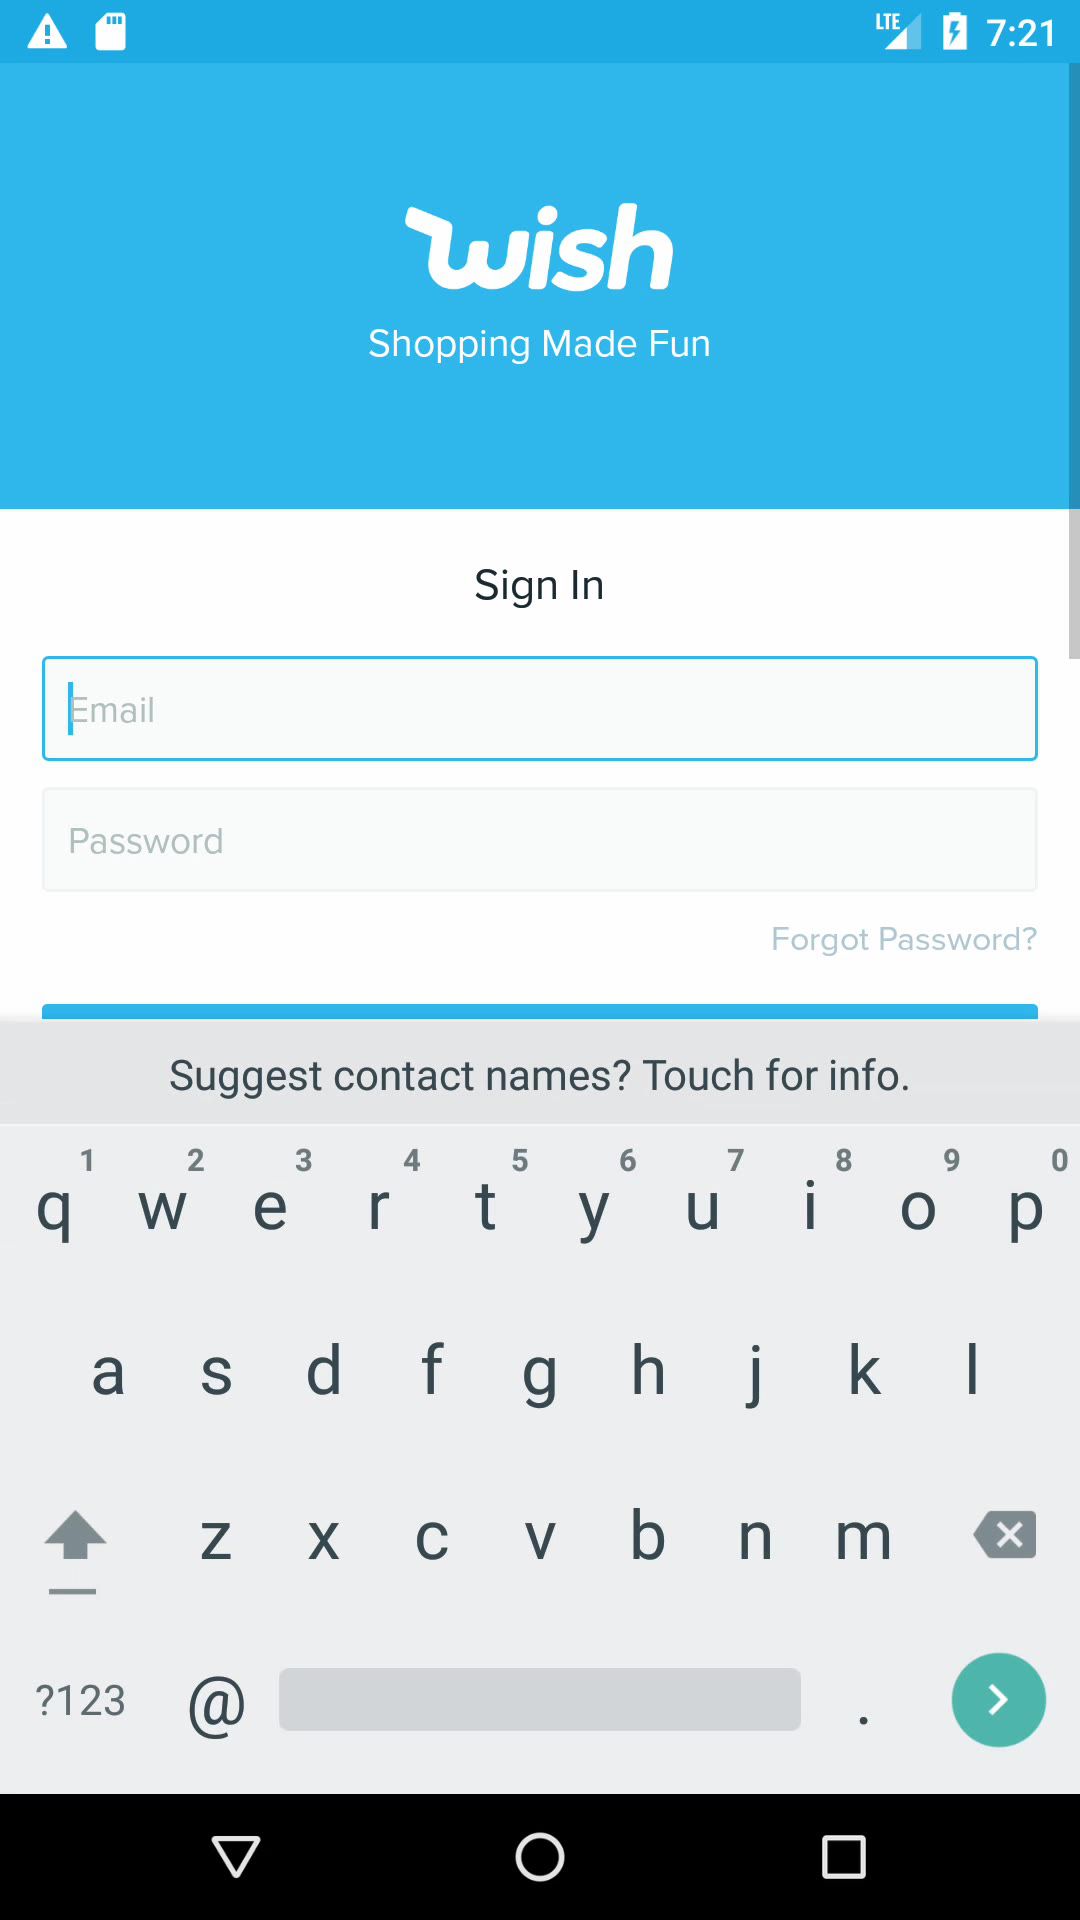 LTE 7:21
wish
Shopping Made Fun
Sign In
Email
Password
Forgot Password?
Suggest contact names? Touch for info.
1 2 3 4 5 6 7 8 9 0
q w e r t y u i o p
a s d f g h j k l
z x c v b n m
?123 @ .